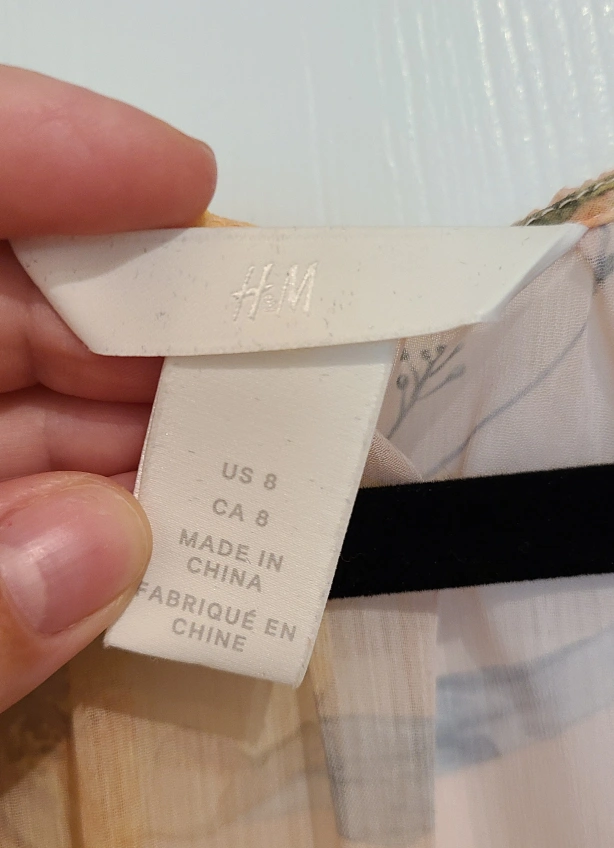 H&M
US 8
CA 8
MADE IN
CHINA
FABRIQUÉ EN
CHINE